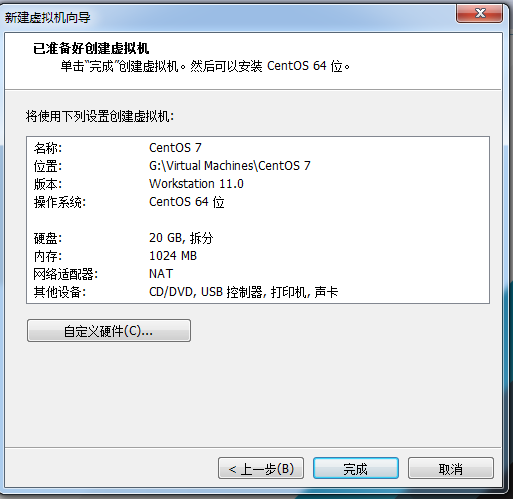 新建虚拟机向导
已准备好创建虚拟机
单击“完成”创建虚拟机。然后可以安装 CentOS 64 位。
将使用下列设置创建虚拟机:
名称: CentOS 7
位置: G:\Virtual Machines\CentOS 7
版本: Workstation 11.0
操作系统: CentOS 64 位
硬盘: 20 GB, 拆分
内存: 1024 MB
网络适配器: NAT
其他设备: CD/DVD, USB 控制器, 打印机, 声卡
自定义硬件(C)...
< 上一步(B) 完成 取消